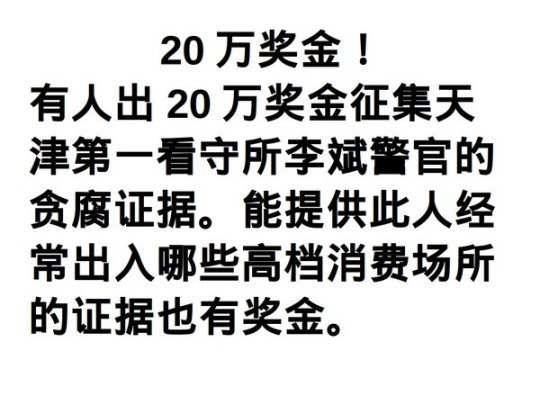 20 万奖金！
有人出 20 万奖金征集天
津第一看守所李斌警官的
贪腐证据。能提供此人经
常出入哪些高档消费场所
的证据也有奖金。